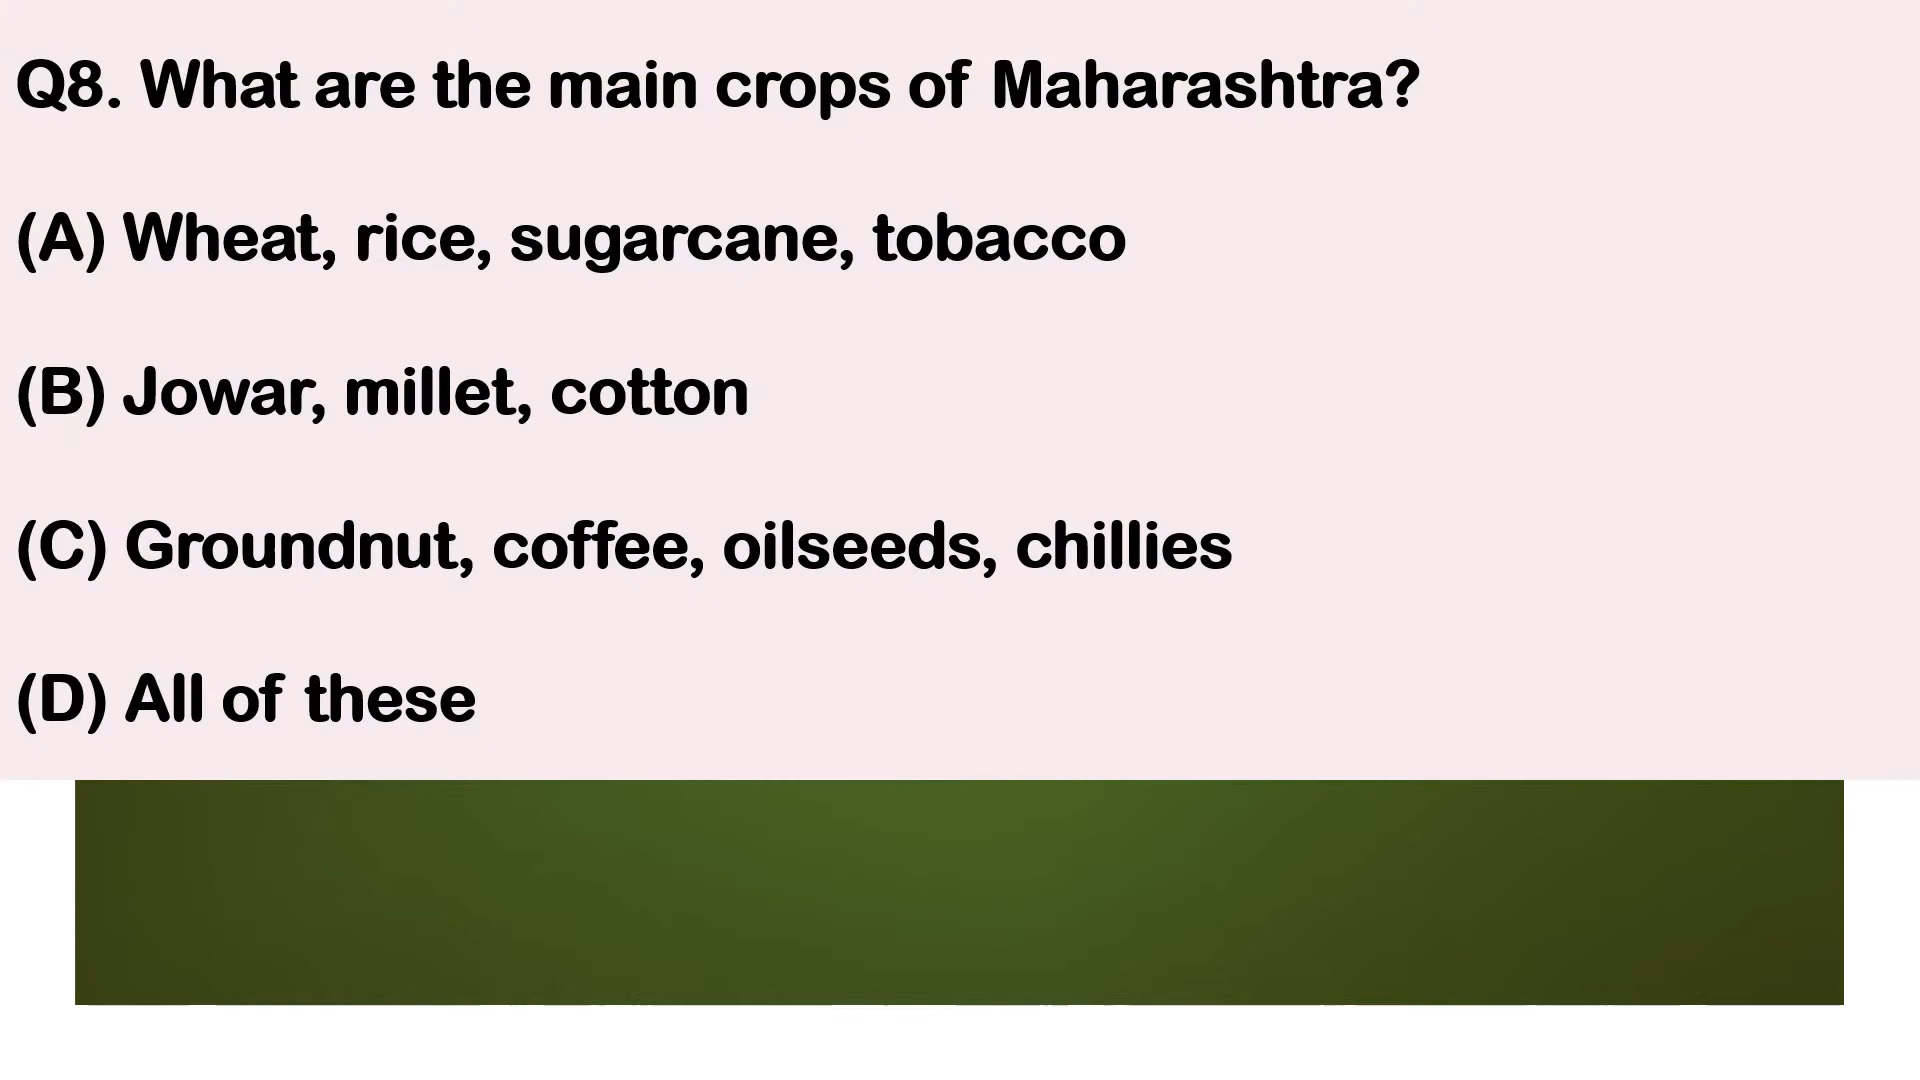 Q8. What are the main crops of Maharashtra?
(A) Wheat, rice, sugarcane, tobacco
(B) Jowar, millet, cotton
(C) Groundnut, coffee, oilseeds, chillies
(D) All of these